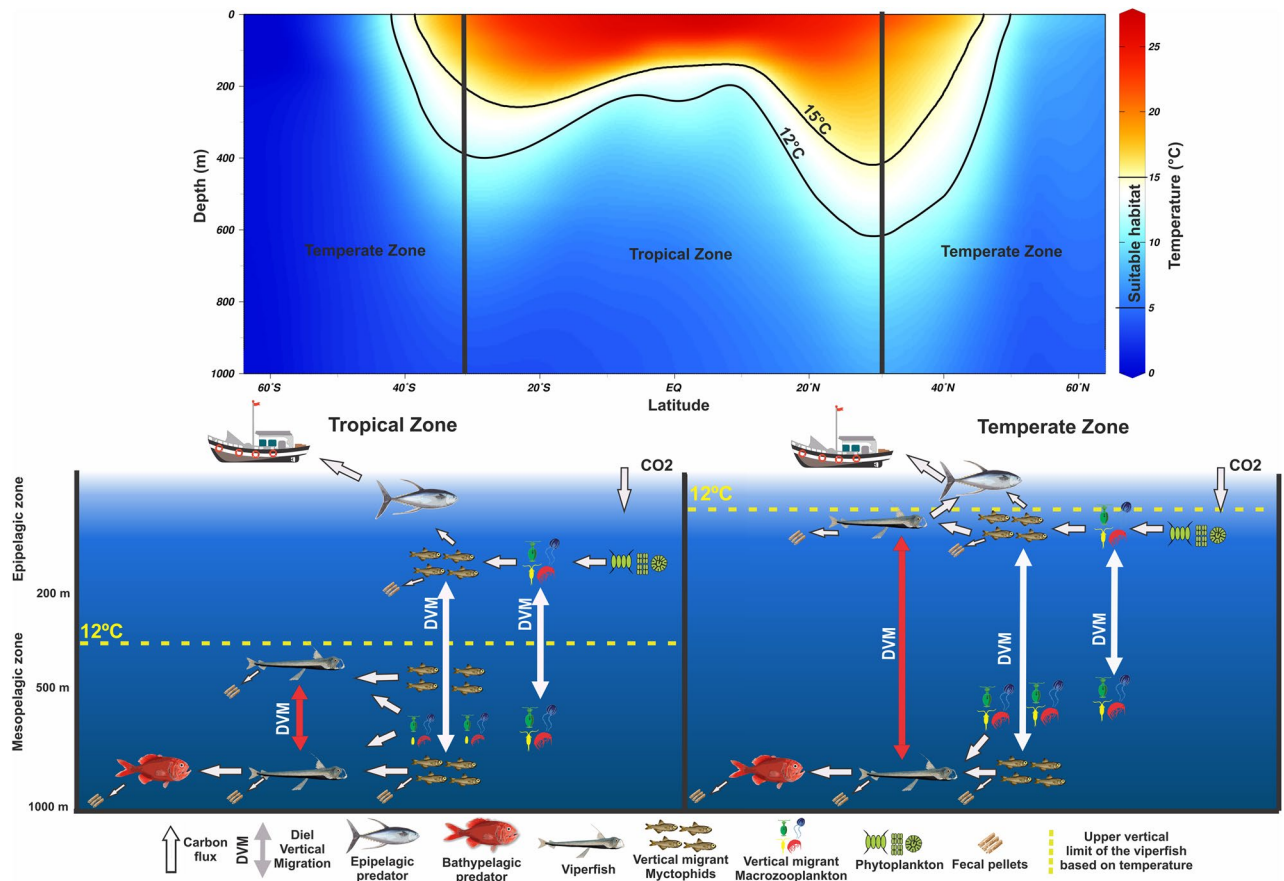 0
200
400
600
800
1000
Depth (m)
60°S
40°S
20°S
EQ
20°N
40°N
60°N
Latitude
15°C
12°C
Temperate Zone
Tropical Zone
Temperate Zone
25
20
15
10
5
0
Suitable habitat
Temperature (°C)
Tropical Zone
Temperate Zone
Epipelagic zone
Mesopelagic zone
200 m
500 m
1000 m
CO2
12ºC
DVM
DVM
DVM
CO2
12ºC
DVM
DVM
DVM
Carbon
flux
DVM
Diel
Vertical
Migration
Epipelagic
predator
Bathypelagic
predator
Viperfish
Vertical migrant
Myctophids
Vertical migrant
Macrozooplankton
Phytoplankton
Fecal pellets
Upper vertical
limit of the viperfish
based on temperature